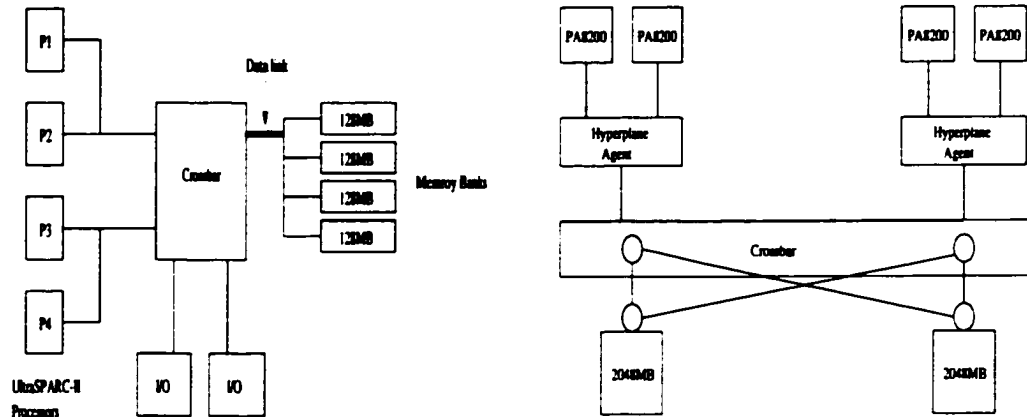 P1
P2
P3
P4
UltraSPARC-II
Processors
Crossbar
Data link
128MB
128MB
128MB
128MB
Memroy Banks
I/O
I/O
PA8200
PA8200
PA8200
PA8200
Hyperplane
Agent
Hyperplane
Agent
Crossbar
2048MB
2048MB